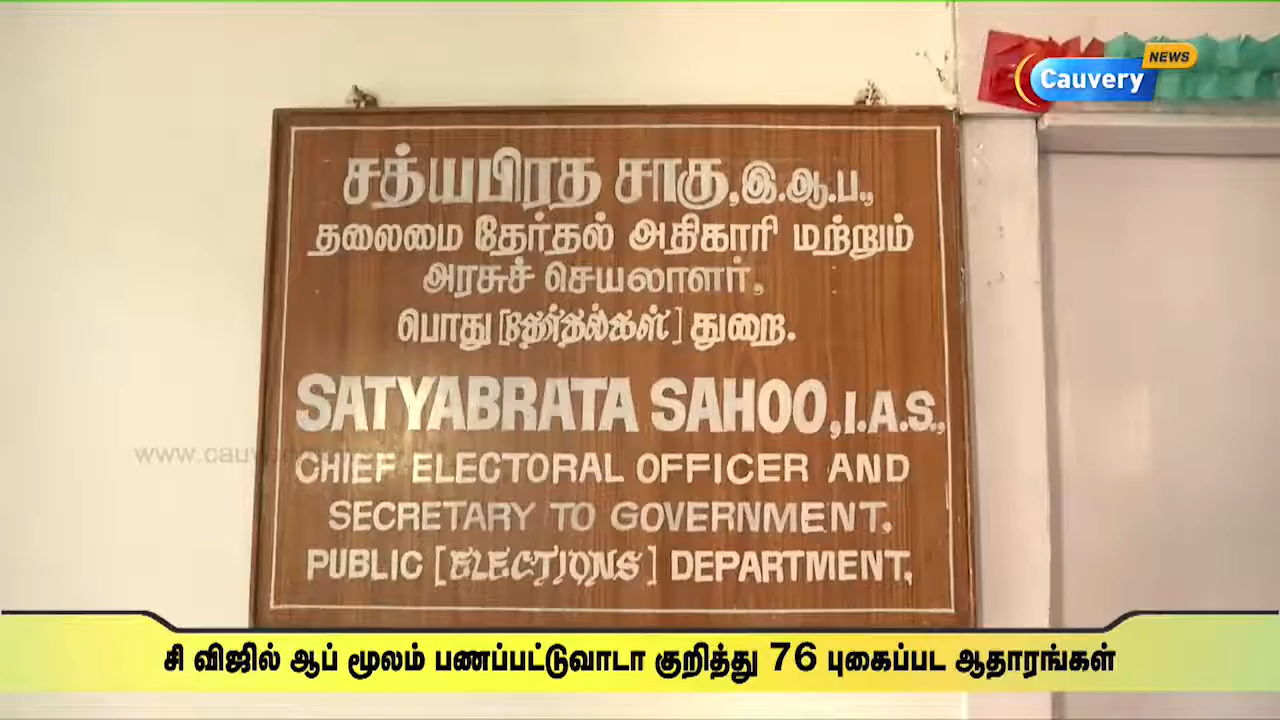 NEWS
Cauvery
சத்யபிரத சாகு,இ.ஆ.ப.,
தலைமை தேர்தல் அதிகாரி மற்றும்
அரசுச் செயலாளர்,
பொது [தேர்தல்கள்] துறை.
SATYABRATA SAHOO,I.A.S.,
CHIEF ELECTORAL OFFICER AND
SECRETARY TO GOVERNMENT,
PUBLIC [ELECTIONS] DEPARTMENT,
சி விஜில் ஆப் மூலம் பணப்பட்டுவாடா குறித்து 76 புகைப்பட ஆதாரங்கள்